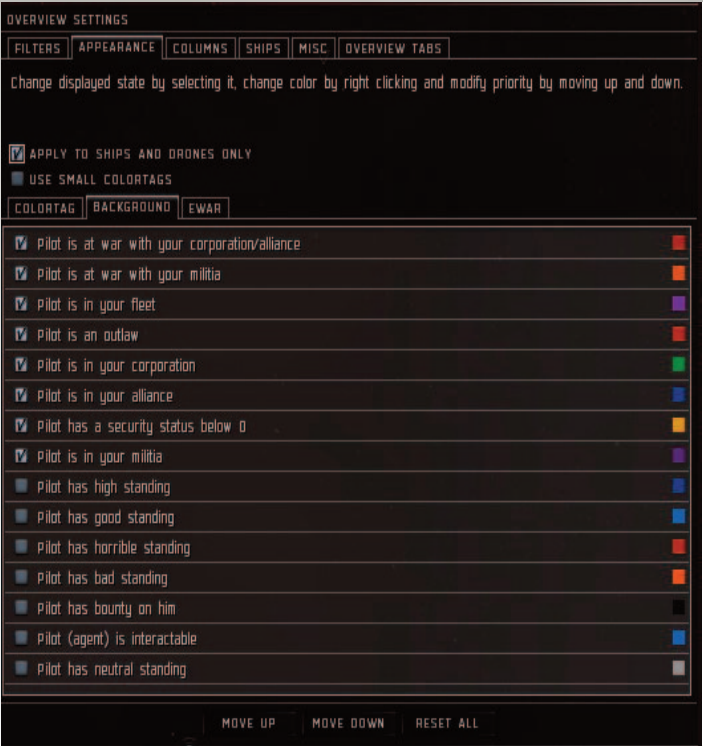 OVERVIEW SETTINGS
FILTERS APPEARANCE COLUMNS SHIPS MISC OVERVIEW TABS
Change displayed state by selecting it, change color by right clicking and modify priority by moving up and down.
APPLY TO SHIPS AND DRONES ONLY
USE SMALL COLORTAGS
COLORTAG BACKGROUND EWAR
Pilot is at war with your corporation/alliance
Pilot is at war with your militia
Pilot is in your fleet
Pilot is an outlaw
Pilot is in your corporation
Pilot is in your alliance
Pilot has a security status below 0
Pilot is in your militia
Pilot has high standing
Pilot has good standing
Pilot has horrible standing
Pilot has bad standing
Pilot has bounty on him
Pilot (agent) is interactable
Pilot has neutral standing
MOVE UP MOVE DOWN RESET ALL